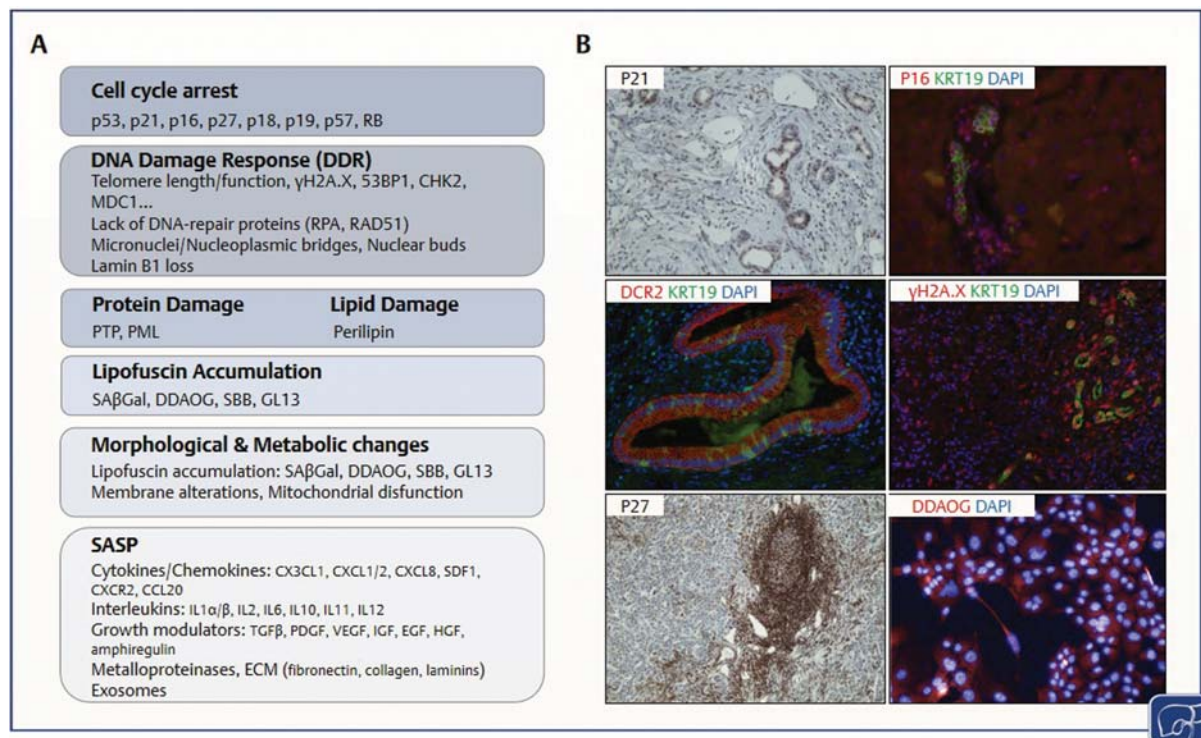 A
Cell cycle arrest
p53, p21, p16, p27, p18, p19, p57, RB
DNA Damage Response (DDR)
Telomere length/function, γH2A.X, 53BP1, CHK2,
MDC1...
Lack of DNA-repair proteins (RPA, RAD51)
Micronuclei/Nucleoplasmic bridges, Nuclear buds
Lamin B1 loss
Protein Damage
PTP, PML
Lipid Damage
Perilipin
Lipofuscin Accumulation
SAβGal, DDAOG, SBB, GL13
Morphological & Metabolic changes
Lipofuscin accumulation: SAβGal, DDAOG, SBB, GL13
Membrane alterations, Mitochondrial disfunction
SASP
Cytokines/Chemokines: CX3CL1, CXCL1/2, CXCL8, SDF1,
CXCR2, CCL20
Interleukins: IL1α/β, IL2, IL6, IL10, IL11, IL12
Growth modulators: TGFβ, PDGF, VEGF, IGF, EGF, HGF,
amphiregulin
Metalloproteinases, ECM (fibronectin, collagen, laminins)
Exosomes
B
P21
P16 KRT19 DAPI
DCR2 KRT19 DAPI
γH2A.X KRT19 DAPI
P27
DDAOG DAPI